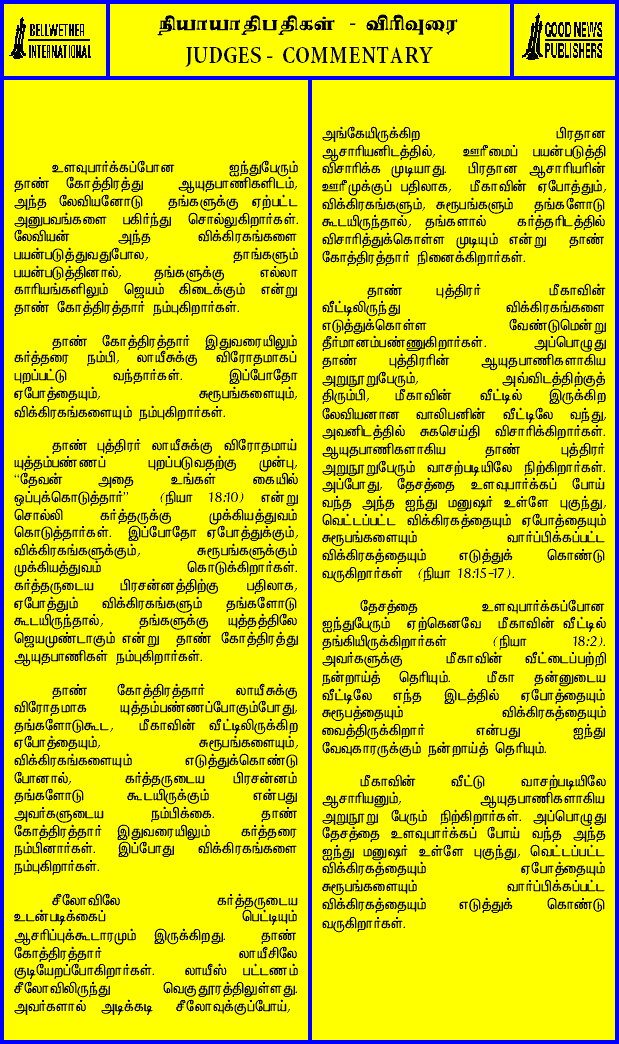 BELLWETHER
INTERNATIONAL
நியாயாதிபதிகள் - விரிவுரை
JUDGES - COMMENTARY
GOOD NEWS
PUBLISHERS
உளவுபார்க்கப்போன ஐந்துபேரும்
தாண் கோத்திரத்து ஆயுதபாணிகளிடம்,
அந்த லேவியனோடு தங்களுக்கு ஏற்பட்ட
அனுபவங்களை பகிர்ந்து சொல்லுகிறார்கள்.
லேவியன் அந்த விக்கிரகங்களை
பயன்படுத்துவதுபோல, தாங்களும்
பயன்படுத்தினால், தங்களுக்கு எல்லா
காரியங்களிலும் ஜெயம் கிடைக்கும் என்று
தாண் கோத்திரத்தார் நம்புகிறார்கள்.
தாண் கோத்திரத்தார் இதுவரையிலும்
கர்த்தரை நம்பி, லாயீசுக்கு விரோதமாகப்
புறப்பட்டு வந்தார்கள். இப்போதோ
ஏபோத்தையும், சுரூபங்களையும்,
விக்கிரகங்களையும் நம்புகிறார்கள்.
தாண் புத்திரர் லாயீசுக்கு விரோதமாய்
யுத்தம்பண்ணப் புறப்படுவதற்கு முன்பு,
“தேவன் அதை உங்கள் கையில்
ஒப்புக்கொடுத்தார்” (நியா 18:10) என்று
சொல்லி கர்த்தருக்கு முக்கியத்துவம்
கொடுத்தார்கள். இப்போதோ ஏபோத்துக்கும்,
விக்கிரகங்களுக்கும், சுரூபங்களுக்கும்
முக்கியத்துவம் கொடுக்கிறார்கள்.
கர்த்தருடைய பிரசன்னத்திற்கு பதிலாக,
ஏபோத்தும் விக்கிரகங்களும் தங்களோடு
கூடயிருந்தால், தங்களுக்கு யுத்தத்திலே
ஜெயமுண்டாகும் என்று தாண் கோத்திரத்து
ஆயுதபாணிகள் நம்புகிறார்கள்.
தாண் கோத்திரத்தார் லாயீசுக்கு
விரோதமாக யுத்தம்பண்ணப்போகும்போது,
தங்களோடுகூட, மீகாவின் வீட்டிலிருக்கிற
ஏபோத்தையும், சுரூபங்களையும்,
விக்கிரகங்களையும் எடுத்துக்கொண்டு
போனால், கர்த்தருடைய பிரசன்னம்
தங்களோடு கூடயிருக்கும் என்பது
அவர்களுடைய நம்பிக்கை. தாண்
கோத்திரத்தார் இதுவரையிலும் கர்த்தரை
நம்பினார்கள். இப்போது விக்கிரகங்களை
நம்புகிறார்கள்.
சீலோவிலே கர்த்தருடைய
உடன்படிக்கைப் பெட்டியும்
ஆசரிப்புக்கூடாரமும் இருக்கிறது. தாண்
கோத்திரத்தார் லாயீசிலே
குடியேறப்போகிறார்கள். லாயீஸ் பட்டணம்
சீலோவிலிருந்து வெகுதூரத்திலுள்ளது.
அவர்களால் அடிக்கடி சீலோவுக்குப்போய்,
அங்கேயிருக்கிற பிரதான
ஆசாரியனிடத்தில், ஊரீமைப் பயன்படுத்தி
விசாரிக்க முடியாது. பிரதான ஆசாரியரின்
ஊரீமுக்குப் பதிலாக, மீகாவின் ஏபோத்தும்,
விக்கிரகங்களும், சுரூபங்களும் தங்களோடு
கூடயிருந்தால், தங்களால் கர்த்தரிடத்தில்
விசாரித்துக்கொள்ள முடியும் என்று தாண்
கோத்திரத்தார் நினைக்கிறார்கள்.
தாண் புத்திரர் மீகாவின்
வீட்டிலிருந்து விக்கிரகங்களை
எடுத்துக்கொள்ள வேண்டுமென்று
தீர்மானம்பண்ணுகிறார்கள். அப்பொழுது
தாண் புத்திரரின் ஆயுதபாணிகளாகிய
அறுநூறுபேரும், அவ்விடத்திற்குத்
திரும்பி, மீகாவின் வீட்டில் இருக்கிற
லேவியனான வாலிபனின் வீட்டிலே வந்து,
அவனிடத்தில் சுகசெய்தி விசாரிக்கிறார்கள்.
ஆயுதபாணிகளாகிய தாண் புத்திரர்
அறுநூறுபேரும் வாசற்படியிலே நிற்கிறார்கள்.
அப்போது, தேசத்தை உளவுபார்க்கப் போய்
வந்த அந்த ஐந்து மனுஷர் உள்ளே புகுந்து,
வெட்டப்பட்ட விக்கிரகத்தையும் ஏபோத்தையும்
சுரூபங்களையும் வார்ப்பிக்கப்பட்ட
விக்கிரகத்தையும் எடுத்துக் கொண்டு
வருகிறார்கள் (நியா 18:15-17).
தேசத்தை உளவுபார்க்கப்போன
ஐந்துபேரும் ஏற்கெனவே மீகாவின் வீட்டில்
தங்கியிருக்கிறார்கள் (நியா 18:2).
அவர்களுக்கு மீகாவின் வீட்டைப்பற்றி
நன்றாய்த் தெரியும். மீகா தன்னுடைய
வீட்டிலே எந்த இடத்தில் ஏபோத்தையும்
சுரூபத்தையும் விக்கிரகத்தையும்
வைத்திருக்கிறார் என்பது ஐந்து
வேவுகாரருக்கும் நன்றாய்த் தெரியும்.
மீகாவின் வீட்டு வாசற்படியிலே
ஆசாரியனும், ஆயுதபாணிகளாகிய
அறுநூறு பேரும் நிற்கிறார்கள். அப்பொழுது
தேசத்தை உளவுபார்க்கப் போய் வந்த அந்த
ஐந்து மனுஷர் உள்ளே புகுந்து, வெட்டப்பட்ட
விக்கிரகத்தையும் ஏபோத்தையும்
சுரூபங்களையும் வார்ப்பிக்கப்பட்ட
விக்கிரகத்தையும் எடுத்துக் கொண்டு
வருகிறார்கள்.